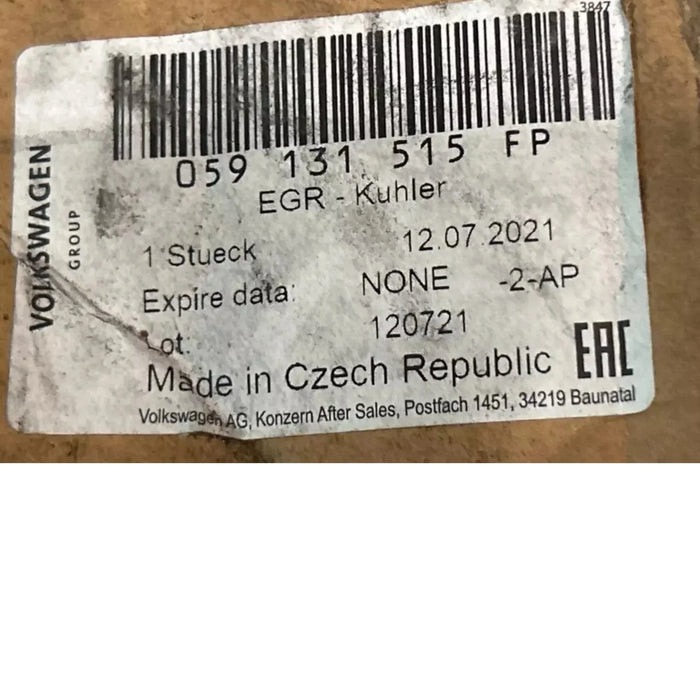 3847
VOLKSWAGEN
GROUP
059 131 515 FP
EGR - Kuhler
1 Stueck 12.07.2021
Expire data: NONE -2-AP
Lot: 120721
Made in Czech Republic EAC
Volkswagen AG, Konzern After Sales, Postfach 1451, 34219 Baunatal